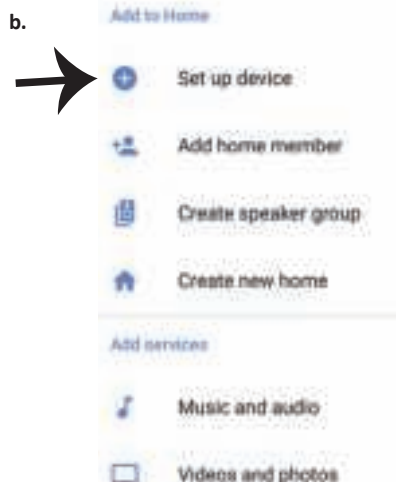 b.
Add to Home
Set up device
Add home member
Create speaker group
Create new home
Add services
Music and audio
Videos and photos